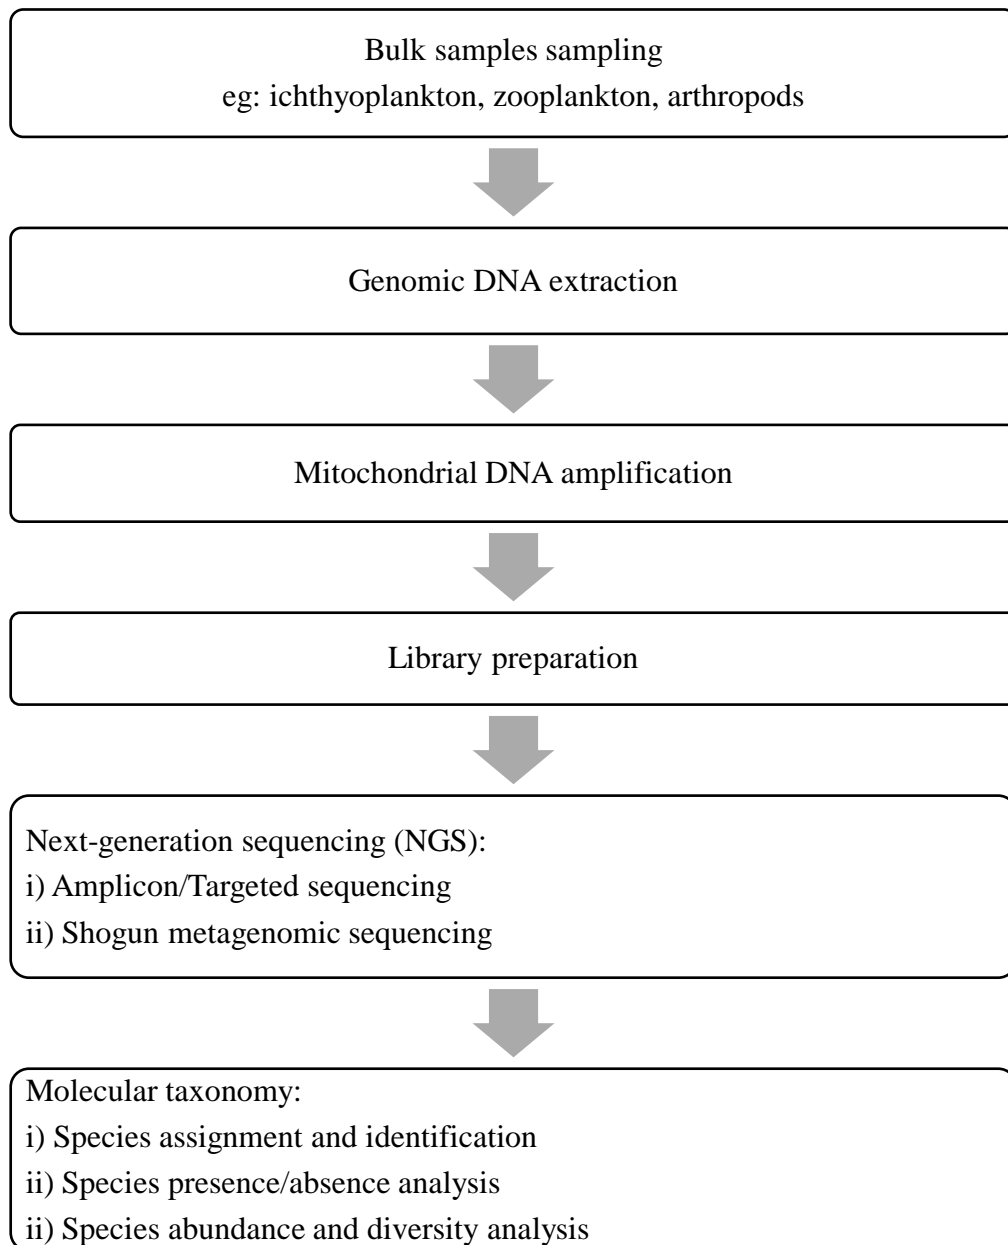 Bulk samples sampling
eg: ichthyoplankton, zooplankton, arthropods
Genomic DNA extraction
Mitochondrial DNA amplification
Library preparation
Next-generation sequencing (NGS):
i) Amplicon/Targeted sequencing
ii) Shogun metagenomic sequencing
Molecular taxonomy:
i) Species assignment and identification
ii) Species presence/absence analysis
ii) Species abundance and diversity analysis